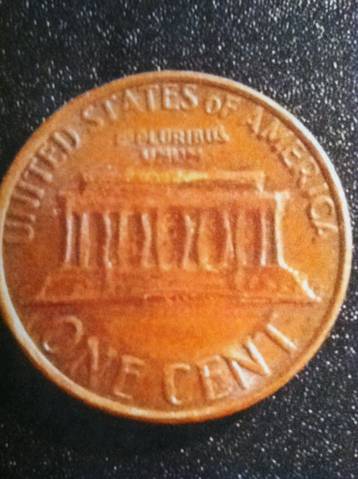 UNITED STATES OF AMERICA
E PLURIBUS
UNUM
ONE CENT